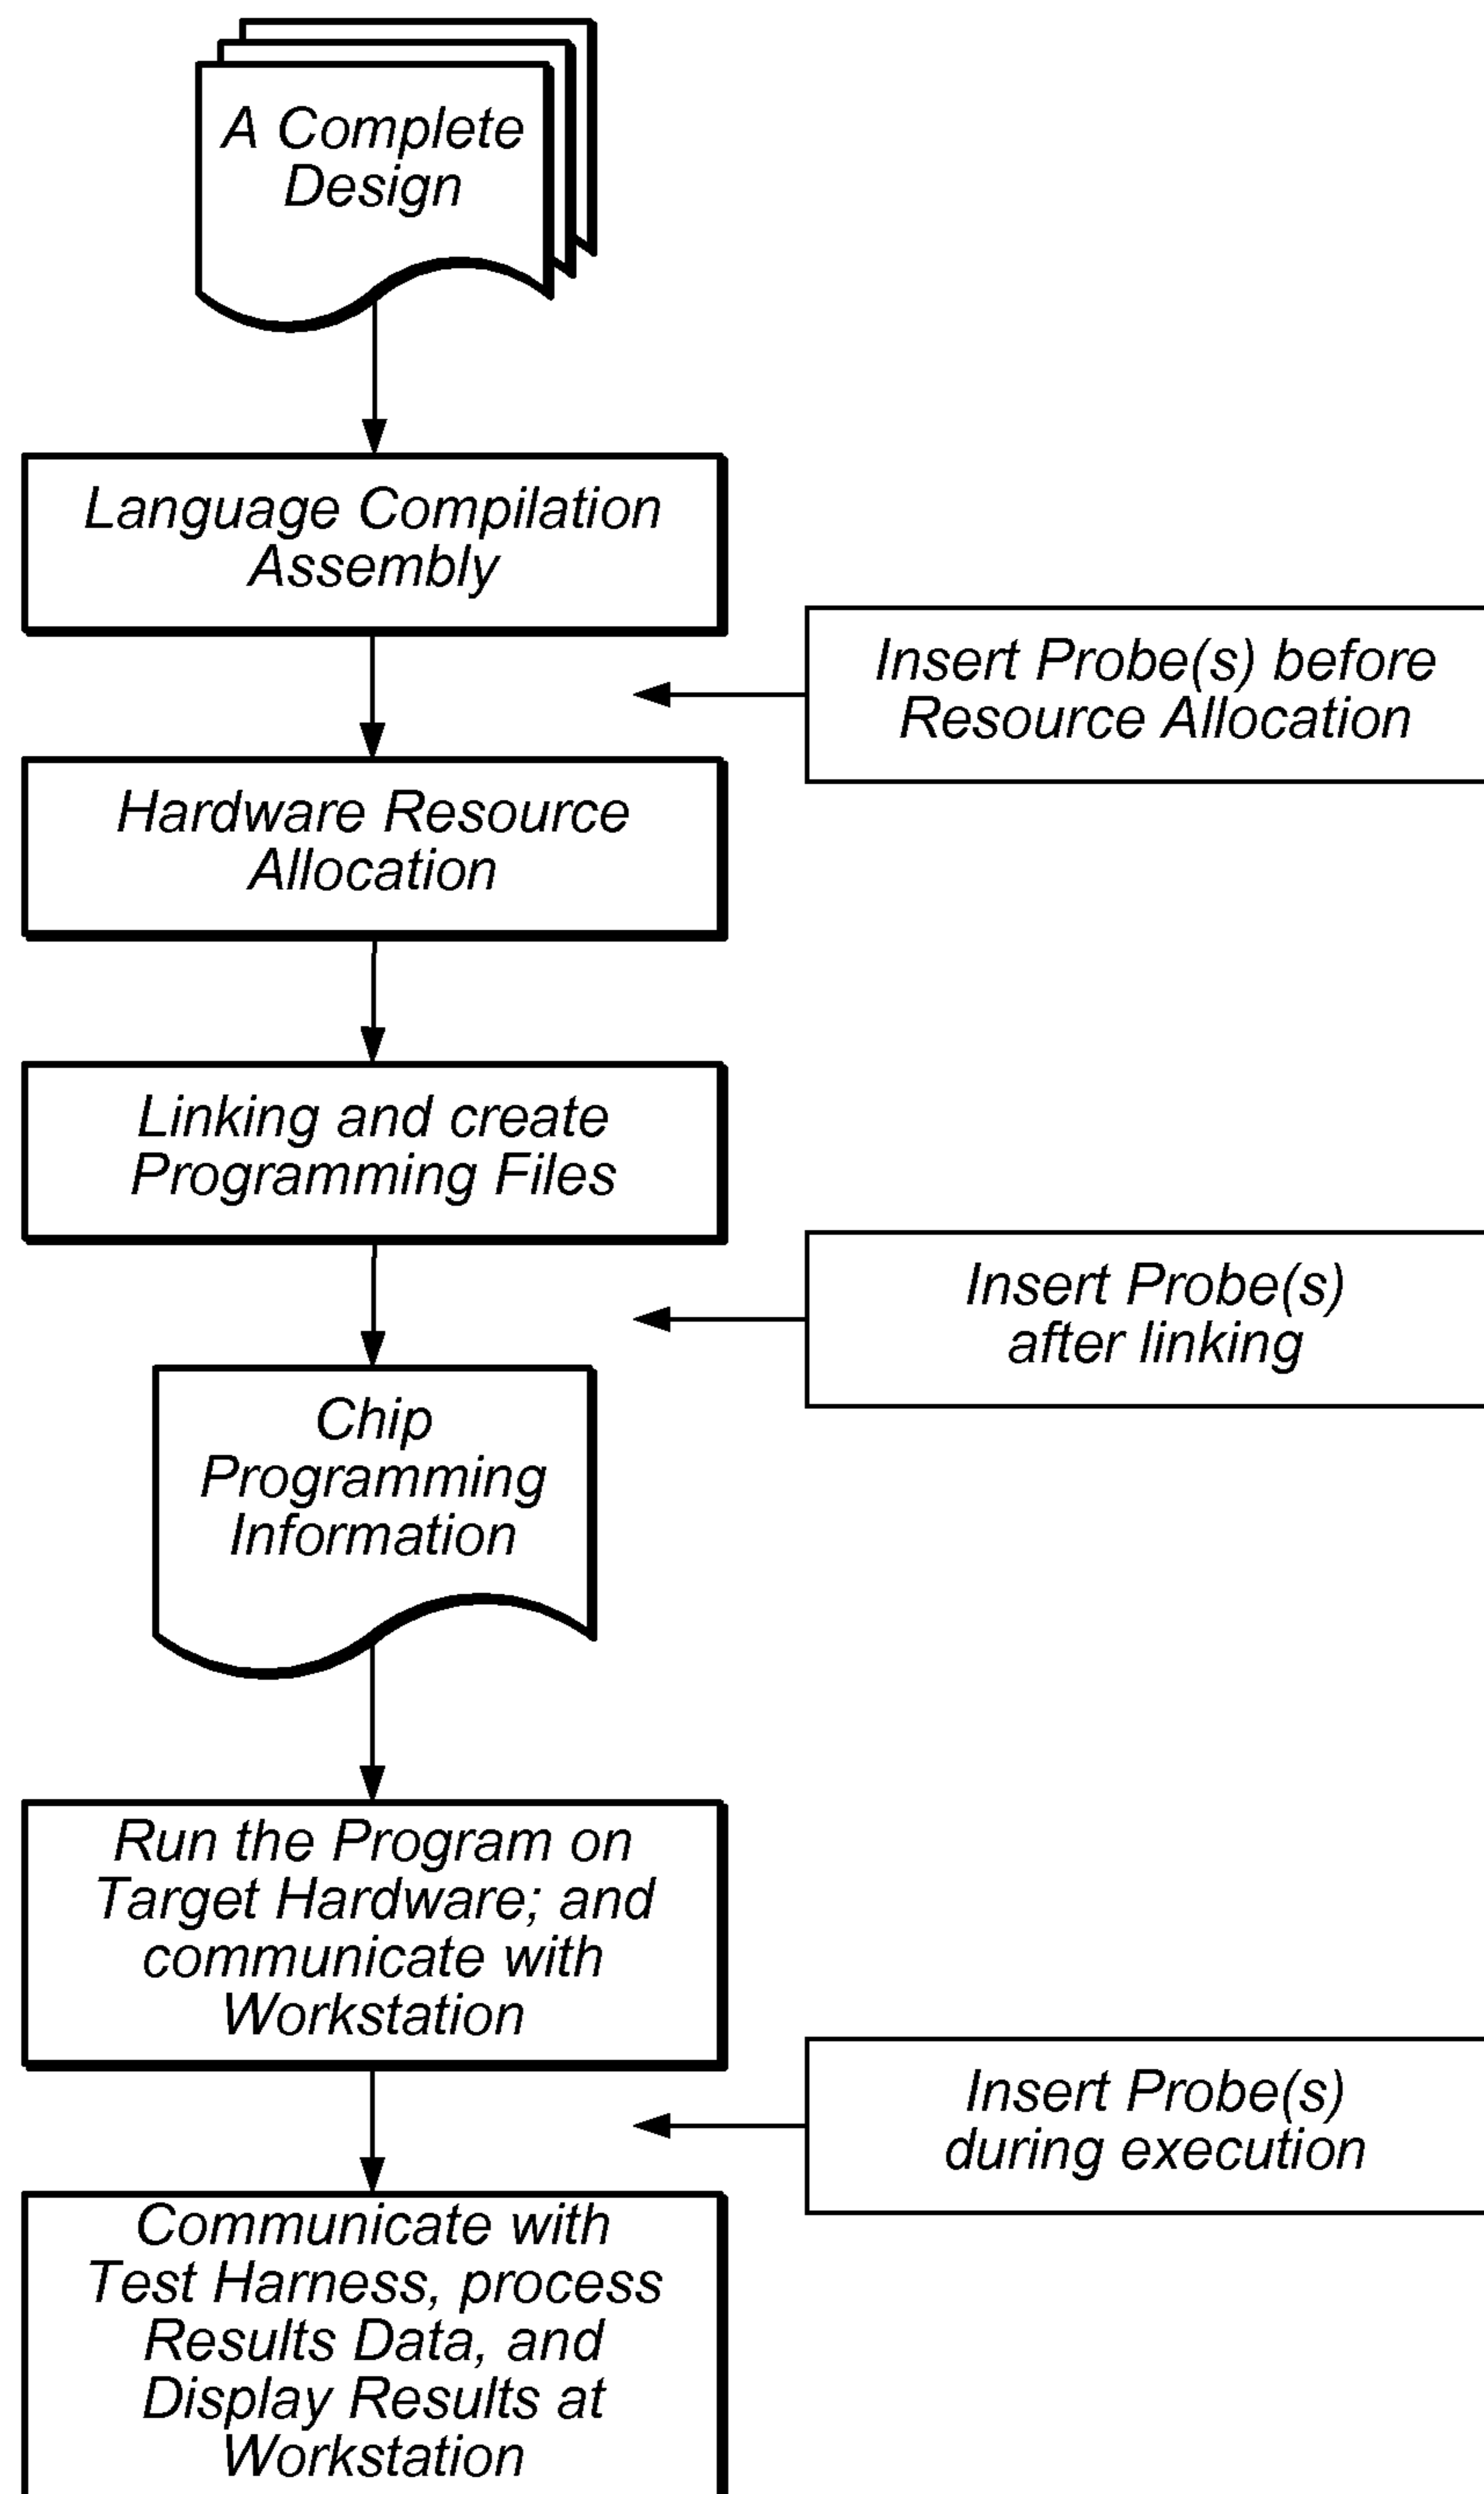 A Complete
Design
Language Compilation
Assembly
Insert Probe(s) before
Resource Allocation
Hardware Resource
Allocation
Linking and create
Programming Files
Insert Probe(s)
after linking
Chip
Programming
Information
Run the Program on
Target Hardware; and
communicate with
Workstation
Insert Probe(s)
during execution
Communicate with
Test Harness, process
Results Data, and
Display Results at
Workstation